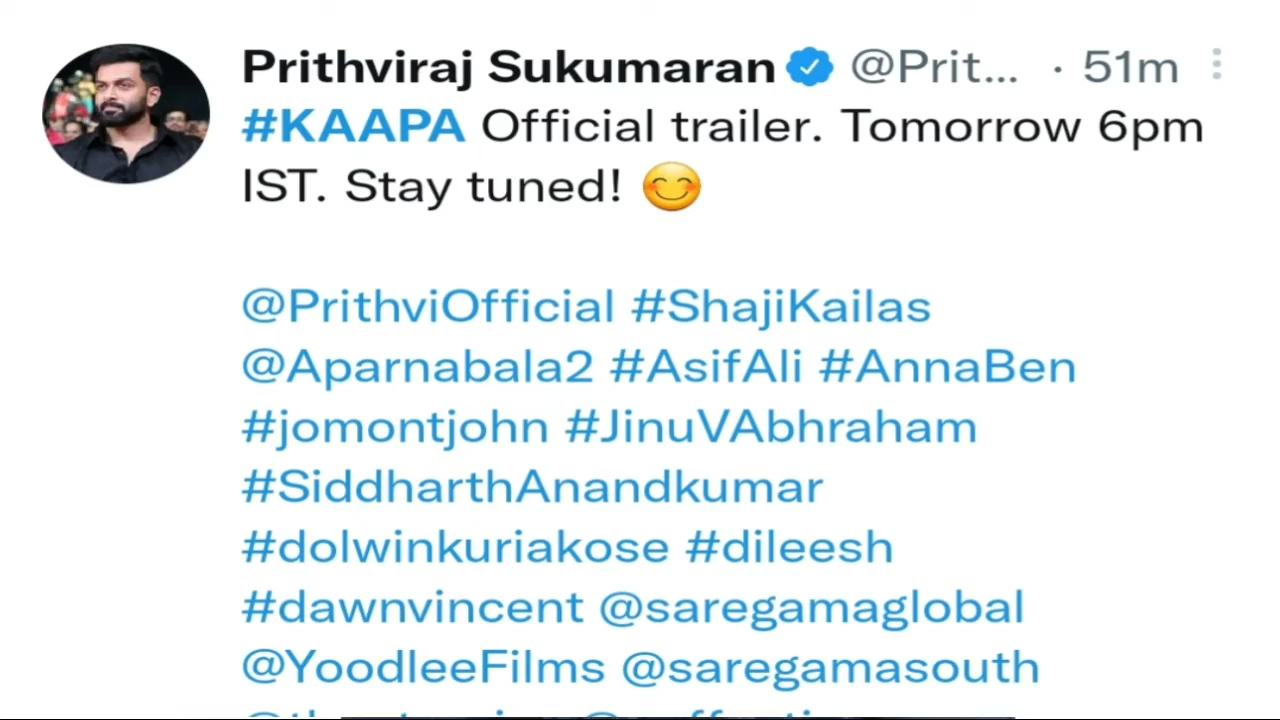 Prithviraj Sukumaran @Prit... · 51m
#KAAPA Official trailer. Tomorrow 6pm
IST. Stay tuned! 😊
@PrithviOfficial #ShajiKailas
@Aparnabala2 #AsifAli #AnnaBen
#jomontjohn #JinuVAbhraham
#SiddharthAnandkumar
#dolwinkuriakose #dileesh
#dawnvincent @saregamaglobal
@YoodleeFilms @saregamasouth